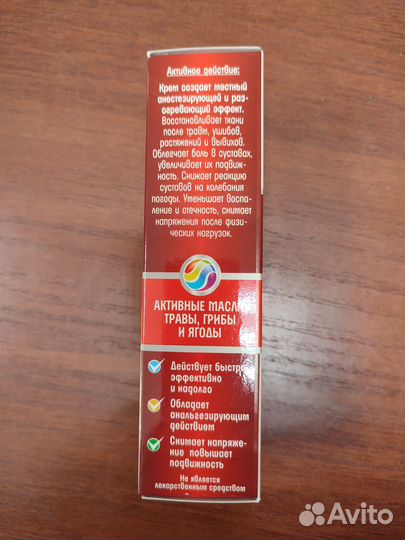 Активное действие:
Крем создает местный
анестезирующей и раз-
огревающий эффект.
Восстанавливает ткани
после травм, ушибов,
растяжений и вывихов.
Облегчает боль в суставах,
увеличивает их подвиж-
ность. Снижает реакцию
суставов на колебания
погоды. Уменьшает воспа-
ление и отечность, снимает
напряжения после физи-
ческих нагрузок.
АКТИВНЫЕ МАСЛА
ТРАВЫ, ГРИБЫ
И ЯГОДЫ
Действует быстро
эффективно
и надолго
Обладает
анальгезирующим
действием
Снимает напряже-
ние повышает
подвижность
Не является
лекарственным средством
Avito